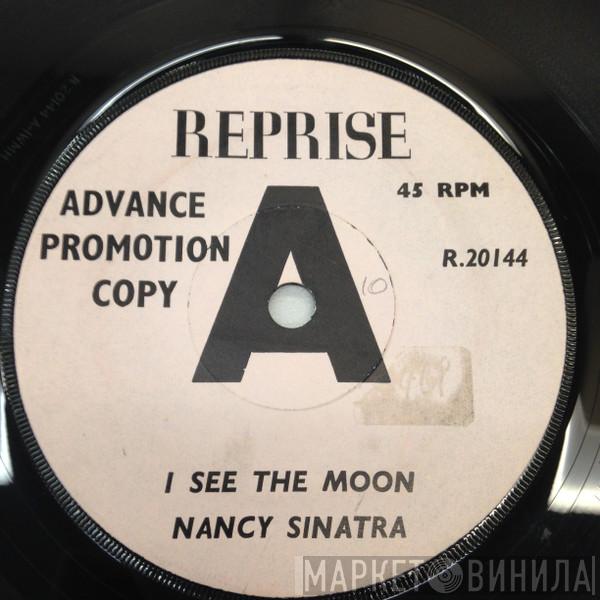 REPRISE
45 RPM
ADVANCE
PROMOTION
COPY
A
R.20144
10
I SEE THE MOON
NANCY SINATRA
МАРКЕТ ВИНИЛА